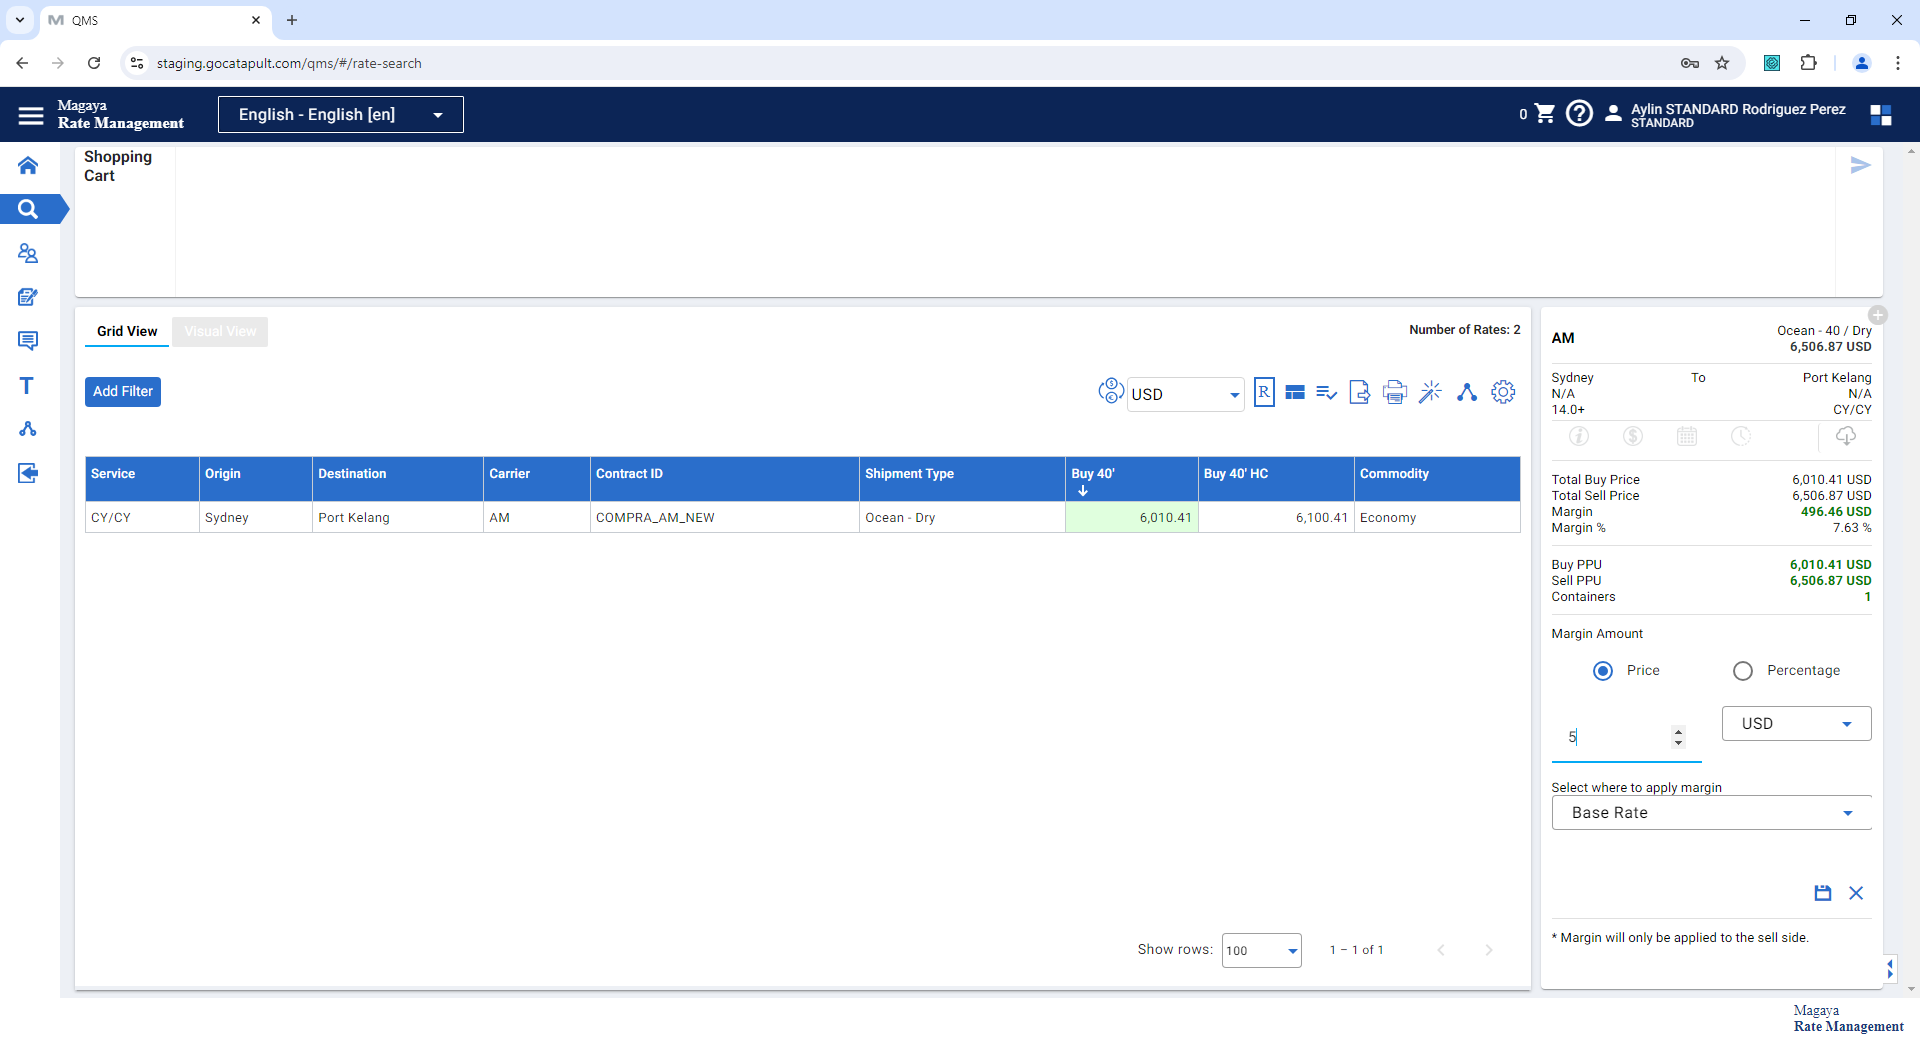 QMS
staging.gocatapult.com/qms/#/rate-search
Magaya
Rate Management
English - English [en]
0
Aylin STANDARD Rodriguez Perez
STANDARD
Shopping
Cart
Grid View
Visual View
Number of Rates: 2
Add Filter
USD
R
Service Origin Destination Carrier Contract ID Shipment Type Buy 40' Buy 40' HC Commodity
CY/CY Sydney Port Kelang AM COMPRA_AM_NEW Ocean - Dry 6,010.41 6,100.41 Economy
Show rows: 100 1 – 1 of 1
AM
Ocean - 40 / Dry
6,506.87 USD
Sydney To Port Kelang
N/A N/A
14.0+ CY/CY
Total Buy Price 6,010.41 USD
Total Sell Price 6,506.87 USD
Margin 496.46 USD
Margin % 7.63 %
Buy PPU 6,010.41 USD
Sell PPU 6,506.87 USD
Containers 1
Margin Amount
Price Percentage
5 USD
Select where to apply margin
Base Rate
* Margin will only be applied to the sell side.
Magaya
Rate Management